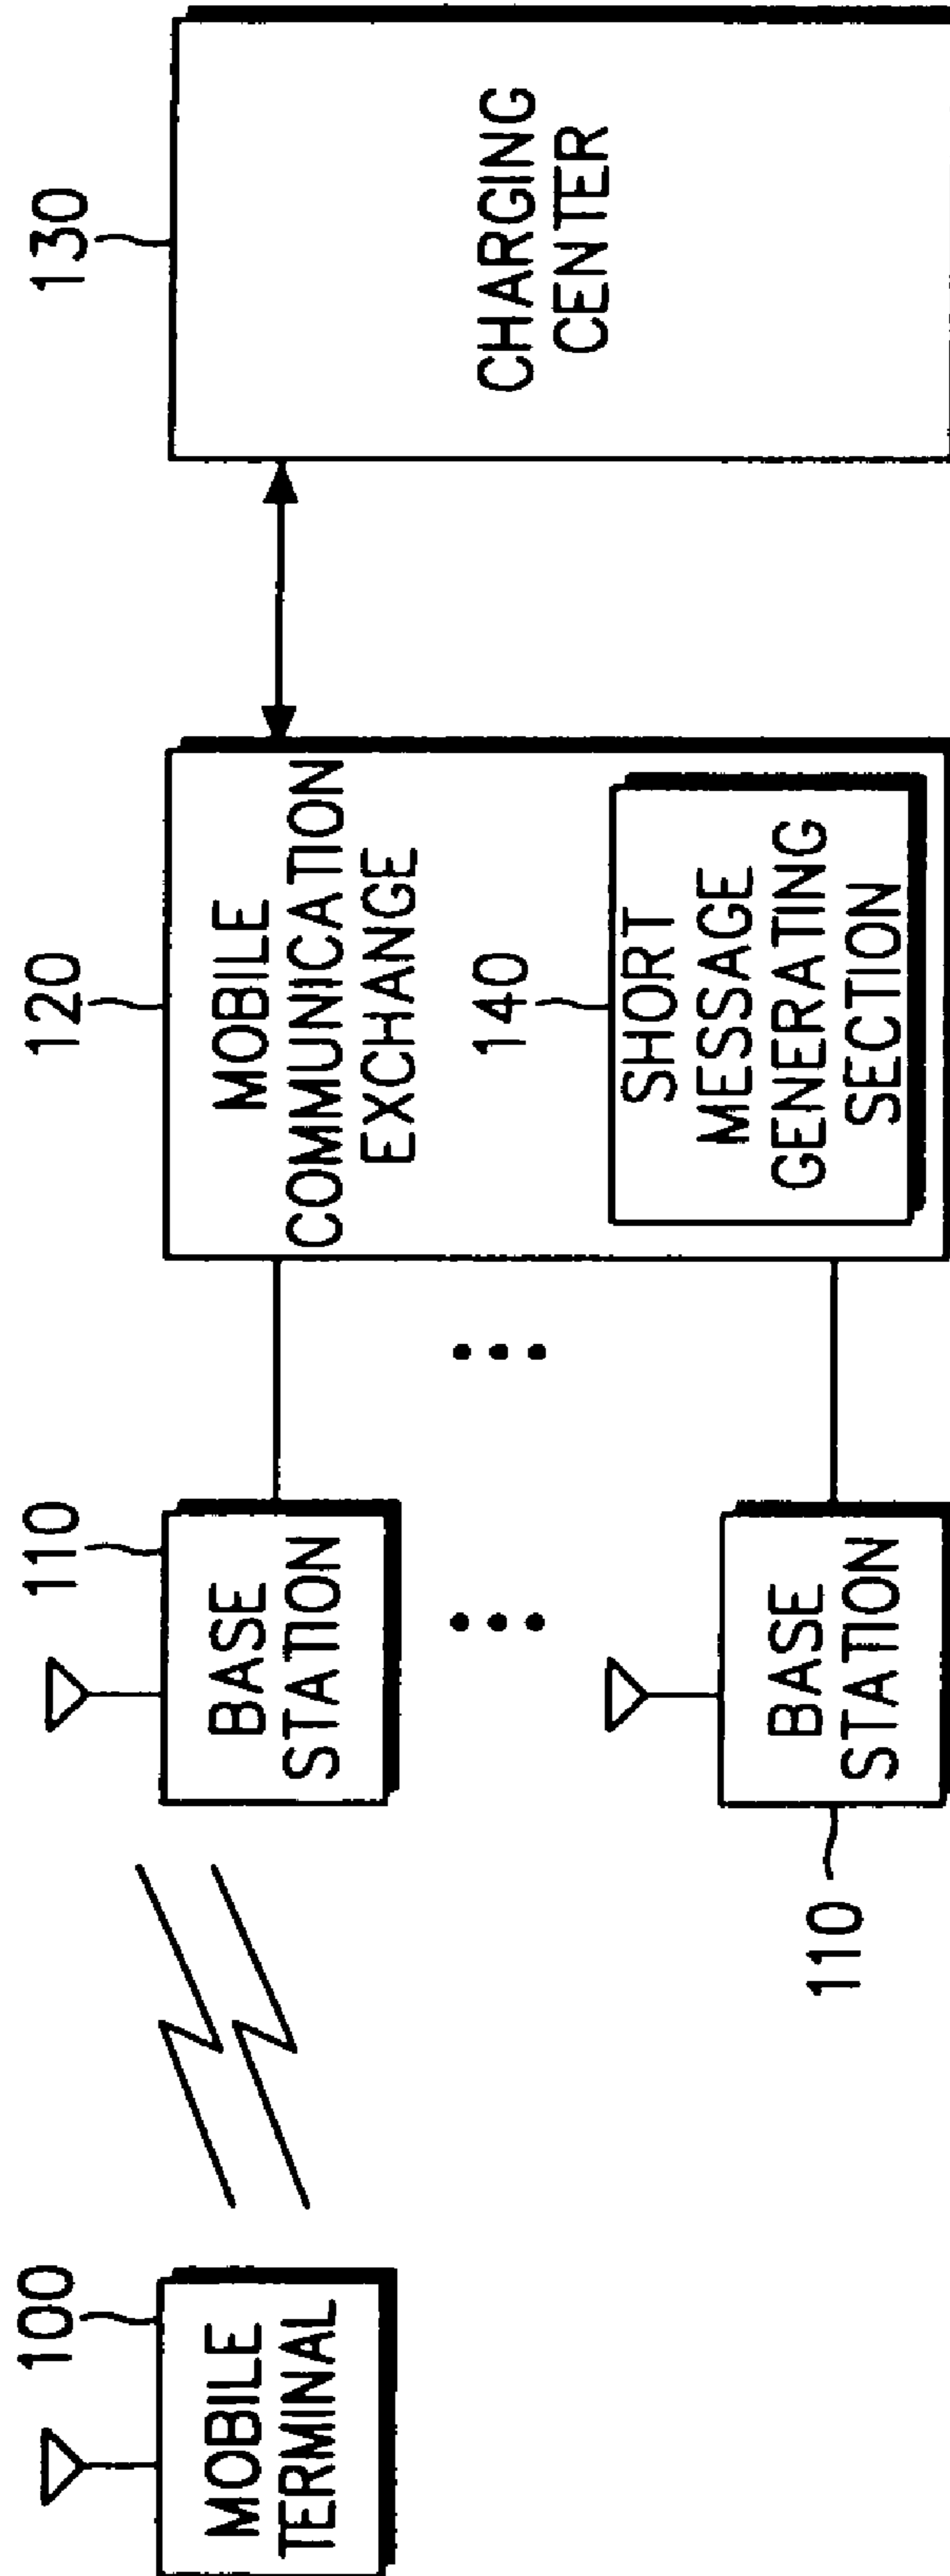 100
MOBILE
TERMINAL
110
BASE
STATION
BASE
STATION
110
120
MOBILE
COMMUNICATION
EXCHANGE
140
SHORT
MESSAGE
GENERATING
SECTION
130
CHARGING
CENTER